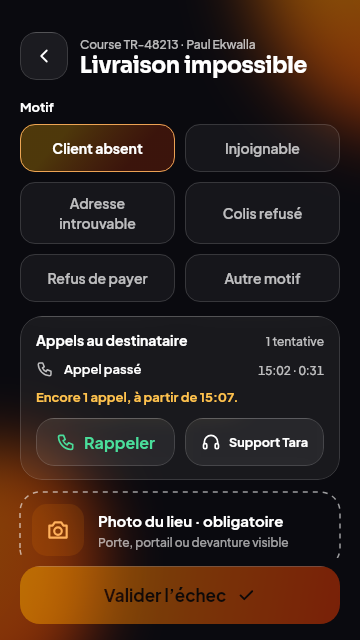 Course TR-48213 · Paul Ekwalla
Livraison impossible
Motif
Client absent
Injoignable
Adresse
introuvable
Colis refusé
Refus de payer
Autre motif
Appels au destinataire
1 tentative
Appel passé
15:02 · 0:31
Encore 1 appel, à partir de 15:07.
Rappeler
Support Tara
Photo du lieu · obligatoire
Porte, portail ou devanture visible
Valider l’échec